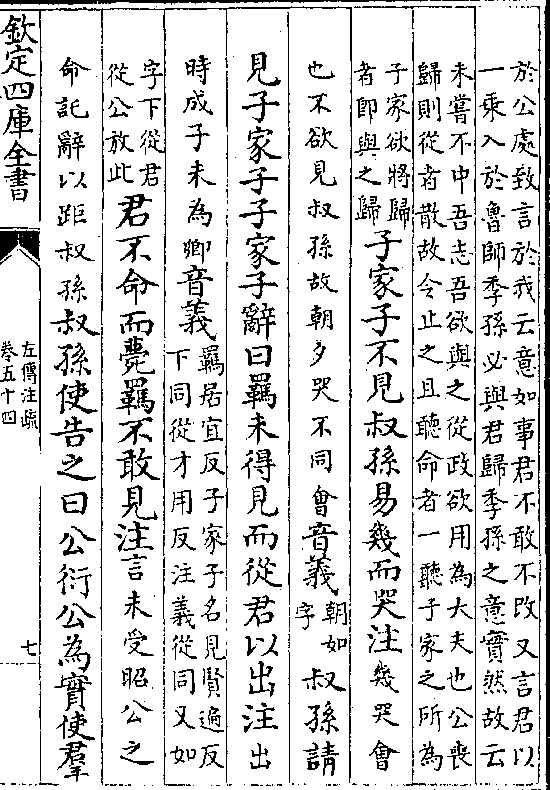 於公處致言於我云意如事君不敢不改又言君以
一乘入於魯師季孫必與君歸季孫之意實然故云
未嘗不中吾志吾欲與之從政欲用為大夫也公喪
歸則從者散故令止之且聽命者一聽子家之所為
子家欲將歸
者即與之歸
子家子不見叔孫易幾而哭注幾哭會
也不欲見叔孫故朝夕哭不同會音義
朝如
字
叔孫請
見子家子子家子辭曰羈未得見而從君以出注出
時成子未為卿音義
羈居宜反子家子名見賢遍反
下同從才用反注義從同又如
字下從君
從公放此
君不命而薨羈不敢見注言未受昭公之
命託辭以距叔孫叔孫使告之曰公衍公為實使羣
欽定四庫全書
左傳注疏
卷五十四
七